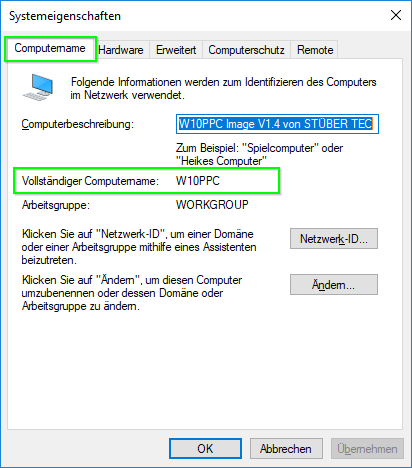 Systemeigenschaften
Computername Hardware Erweitert Computerschutz Remote
Folgende Informationen werden zum Identifizieren des Computers
im Netzwerk verwendet.
Computerbeschreibung: W10PPC Image V1.4 von STÜBER TEC
Zum Beispiel: "Spielcomputer" oder
"Heikes Computer"
Vollständiger Computername: W10PPC
Arbeitsgruppe: WORKGROUP
Klicken Sie auf "Netzwerk-ID", um einer Domäne
oder einer Arbeitsgruppe mithilfe eines Assistenten
beizutreten.
Netzwerk-ID...
Klicken Sie auf "Ändern", um diesen Computer
umzubenennen oder dessen Domäne oder
Arbeitsgruppe zu ändern.
Ändern...
OK Abbrechen Übernehmen